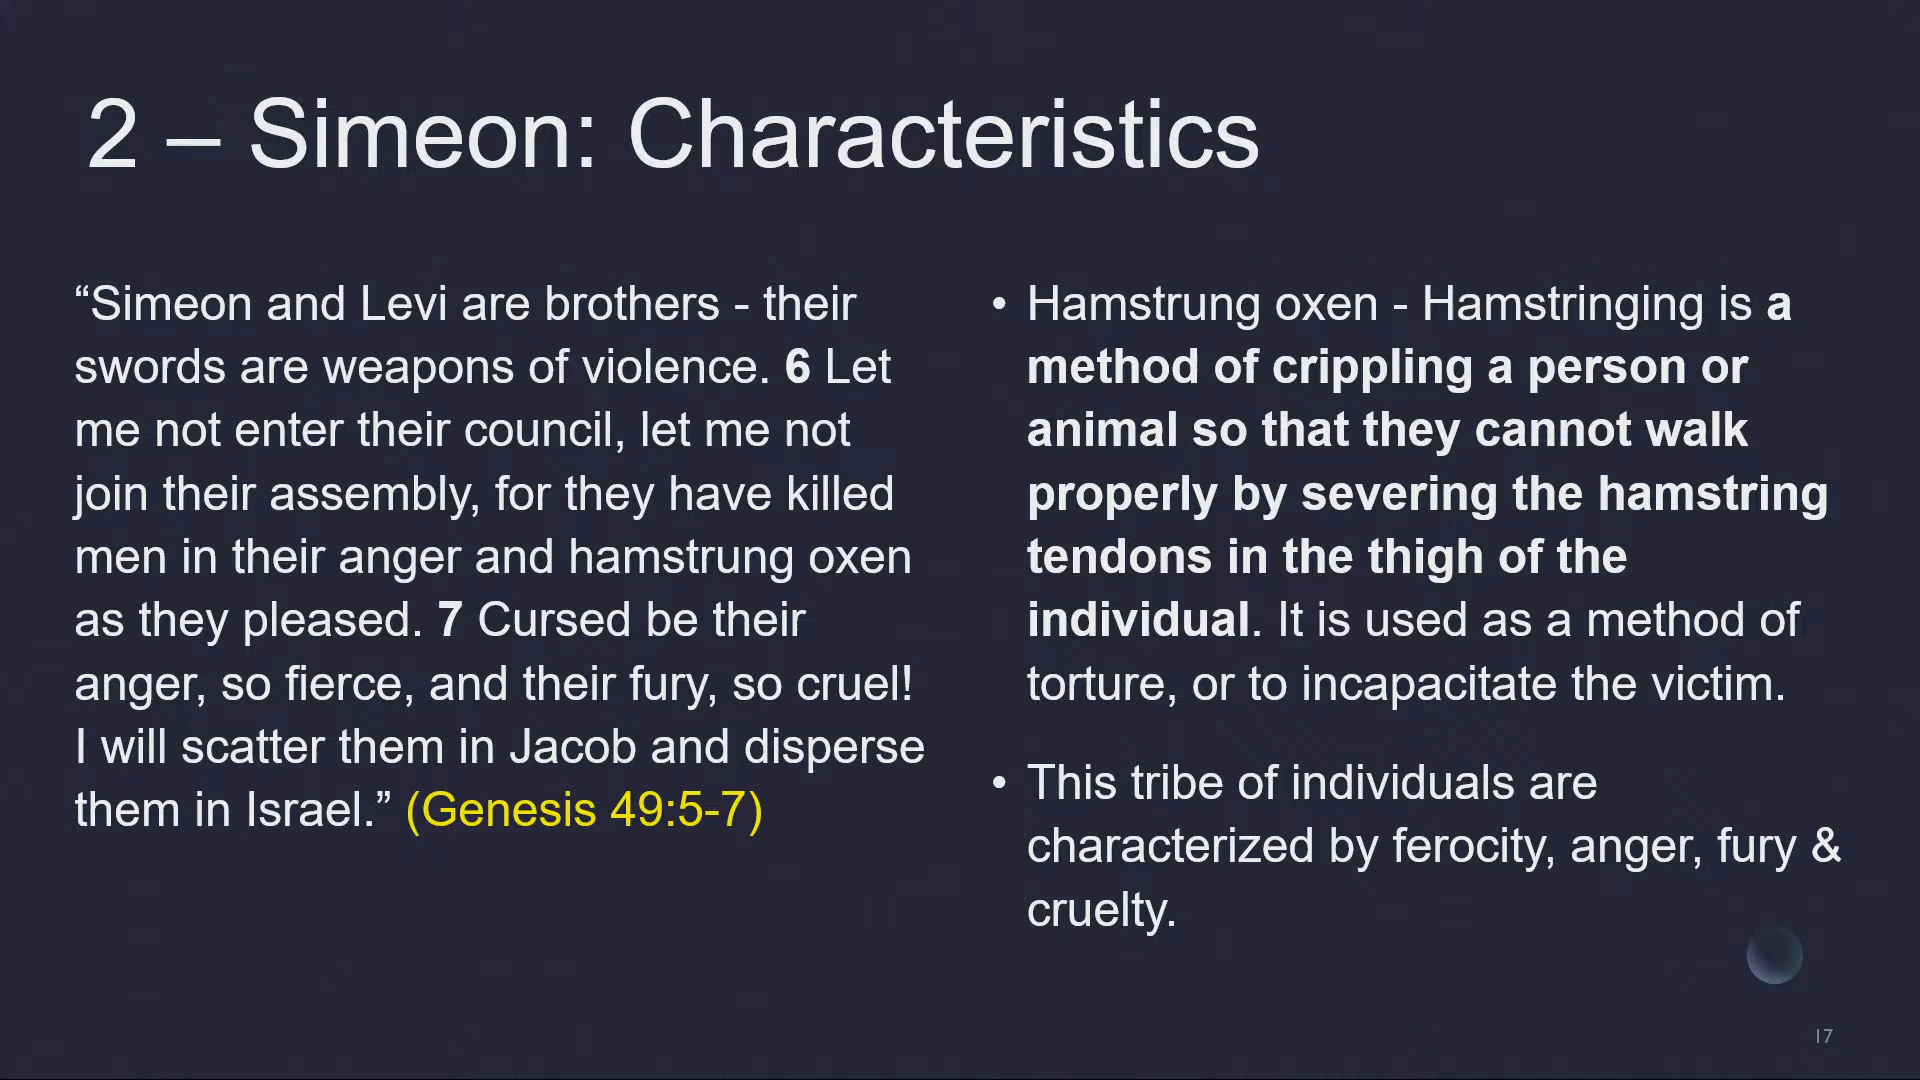 2 – Simeon: Characteristics
“Simeon and Levi are brothers - their
swords are weapons of violence. 6 Let
me not enter their council, let me not
join their assembly, for they have killed
men in their anger and hamstrung oxen
as they pleased. 7 Cursed be their
anger, so fierce, and their fury, so cruel!
I will scatter them in Jacob and disperse
them in Israel.” (Genesis 49:5-7)
• Hamstrung oxen - Hamstringing is a
method of crippling a person or
animal so that they cannot walk
properly by severing the hamstring
tendons in the thigh of the
individual. It is used as a method of
torture, or to incapacitate the victim.
• This tribe of individuals are
characterized by ferocity, anger, fury &
cruelty.
17